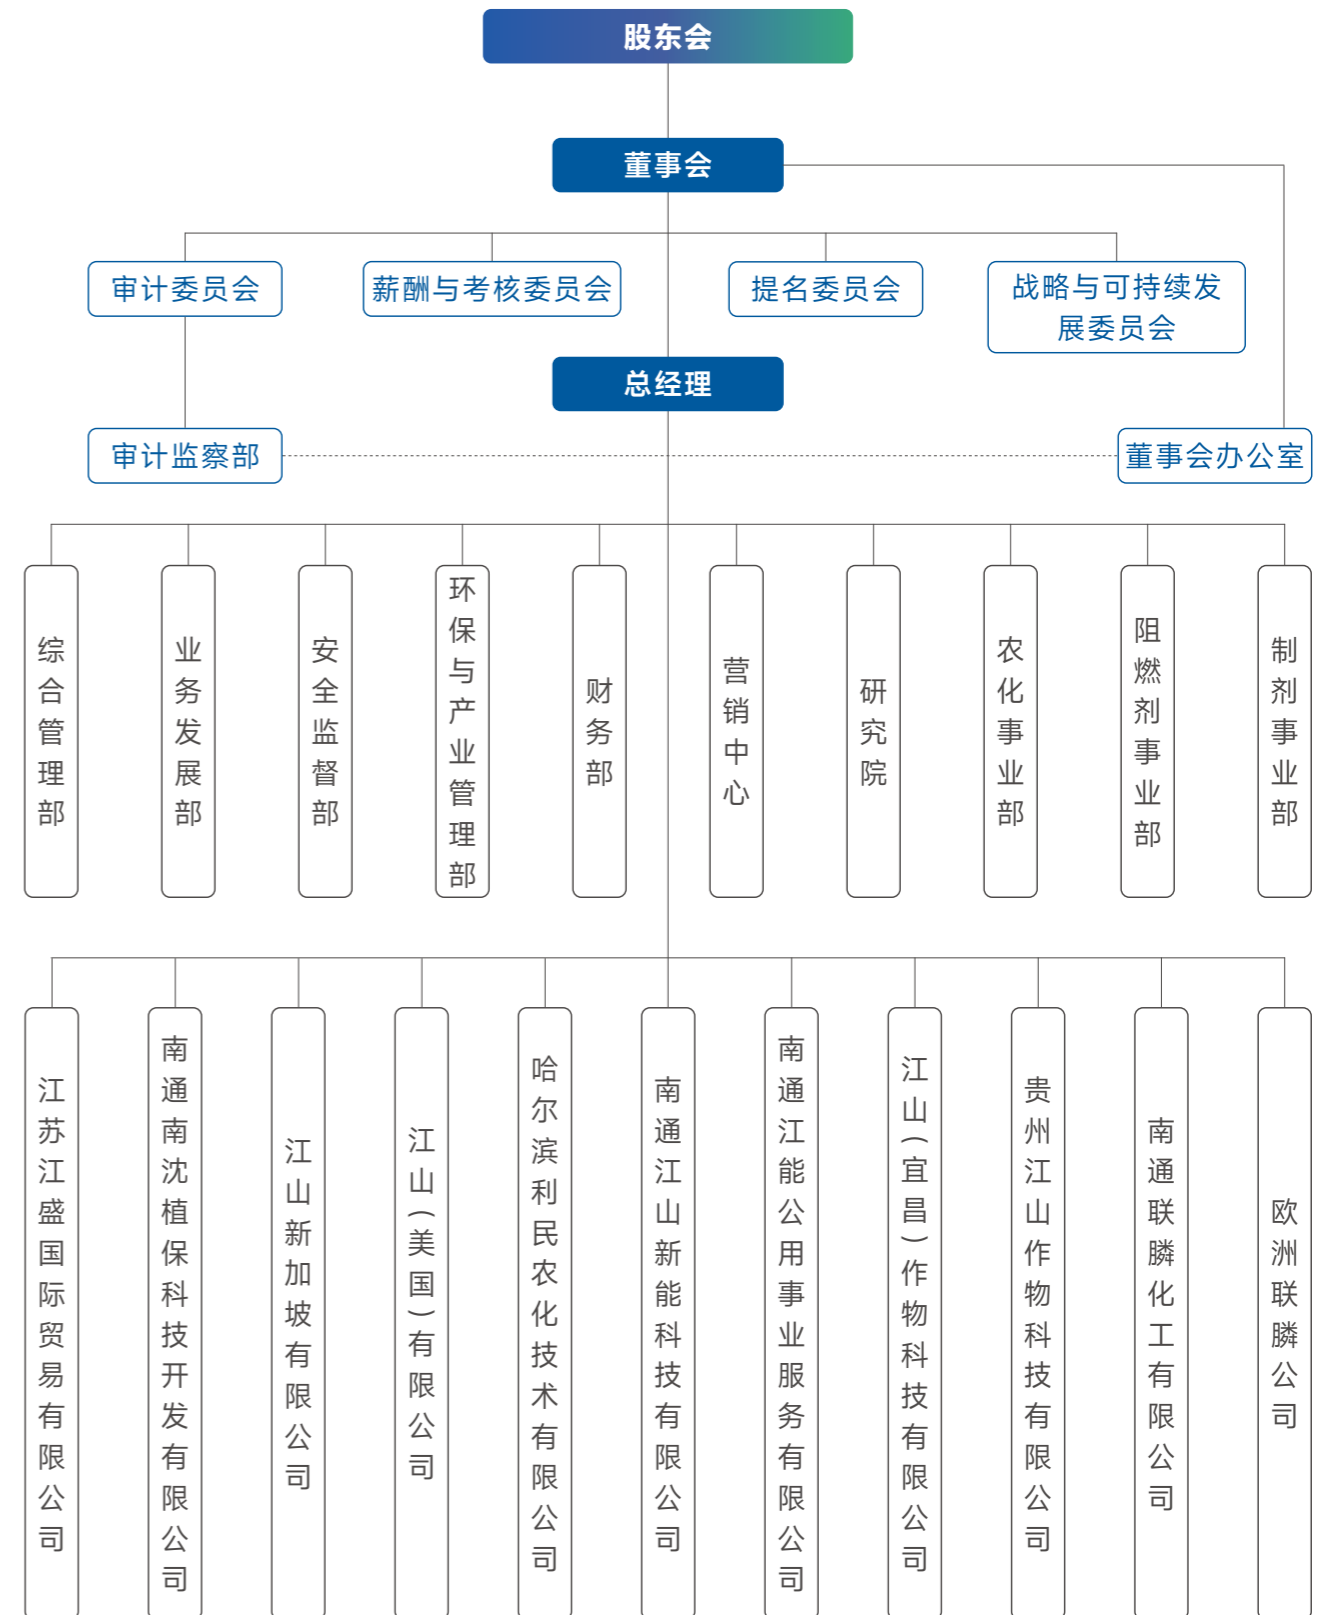 股东会
董事会
审计委员会
薪酬与考核委员会
提名委员会
战略与可持续发
展委员会
总经理
审计监察部
董事会办公室
综合管理部
业务发展部
安全监督部
环保与产业管理部
财务部
营销中心
研究院
农化事业部
阻燃剂事业部
制剂事业部
江苏江盛国际贸易有限公司
南通南沈植保科技开发有限公司
江山新加坡有限公司
江山(美国)有限公司
哈尔滨利民农化技术有限公司
南通江山新能科技有限公司
南通江能公用事业服务有限公司
江山(宜昌)作物科技有限公司
贵州江山作物科技有限公司
南通联膦化工有限公司
欧洲联膦公司